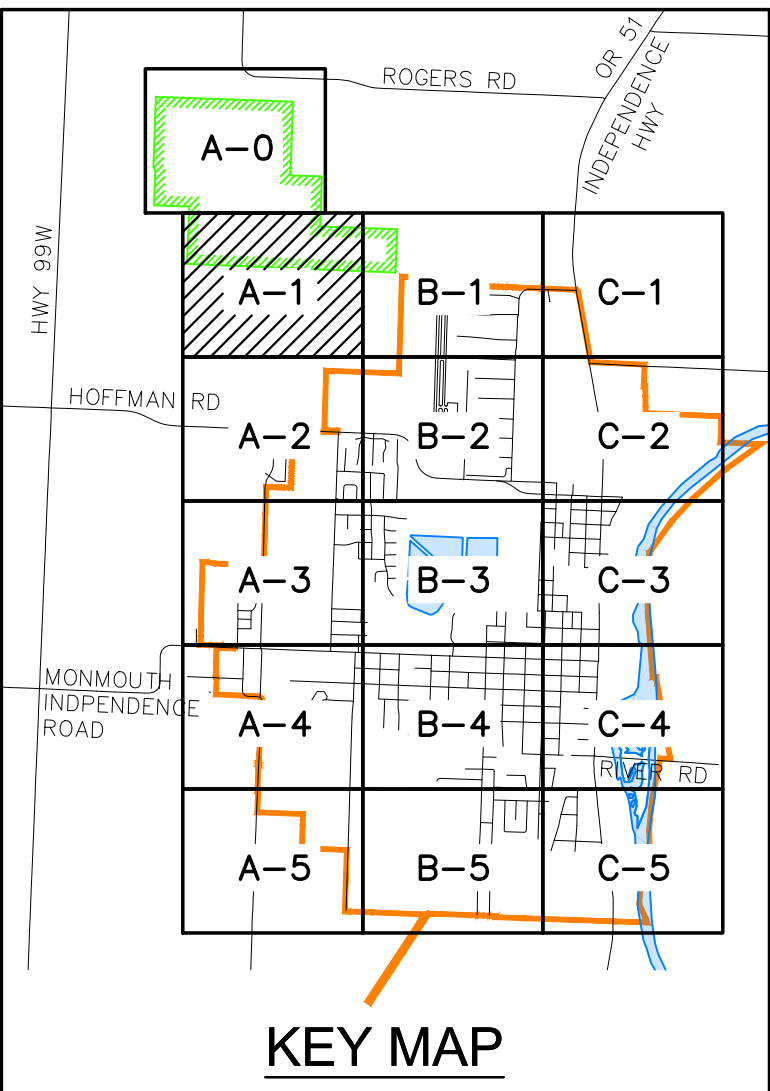 ROGERS RD
OR 51
INDEPENDENCE
HWY
A-0
HWY 99W
A-1
B-1
C-1
HOFFMAN RD
A-2
B-2
C-2
A-3
B-3
C-3
MONMOUTH
INDPENDENCE
ROAD
A-4
B-4
C-4
RIVER RD
A-5
B-5
C-5
KEY MAP